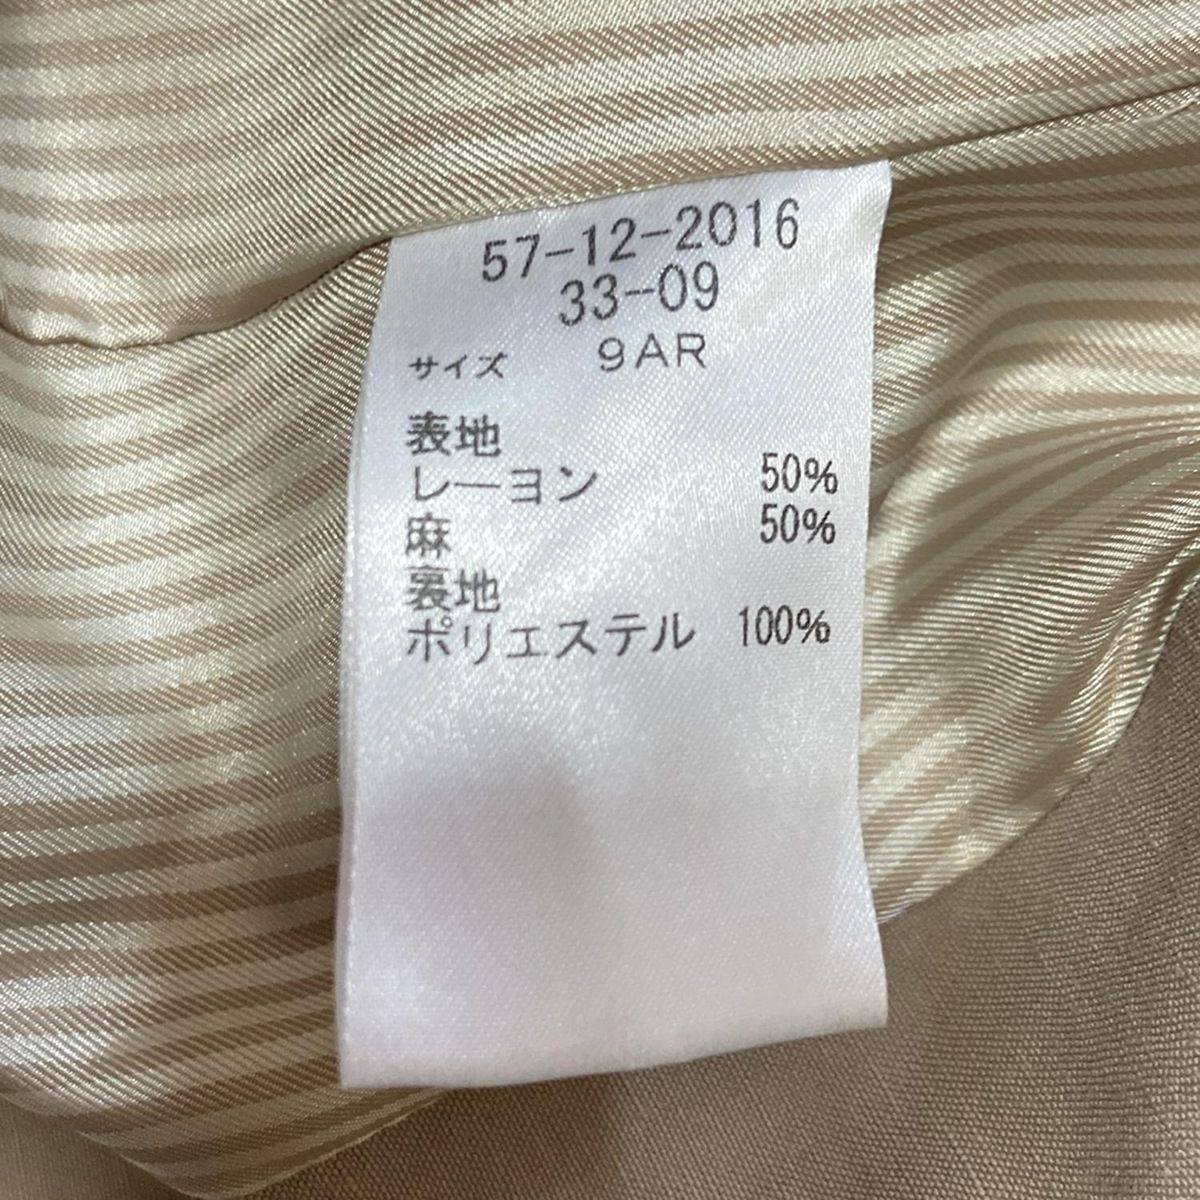 57-12-2016
33-09
サイズ 9AR
表地
レーヨン 50%
麻 50%
裏地
ポリエステル 100%